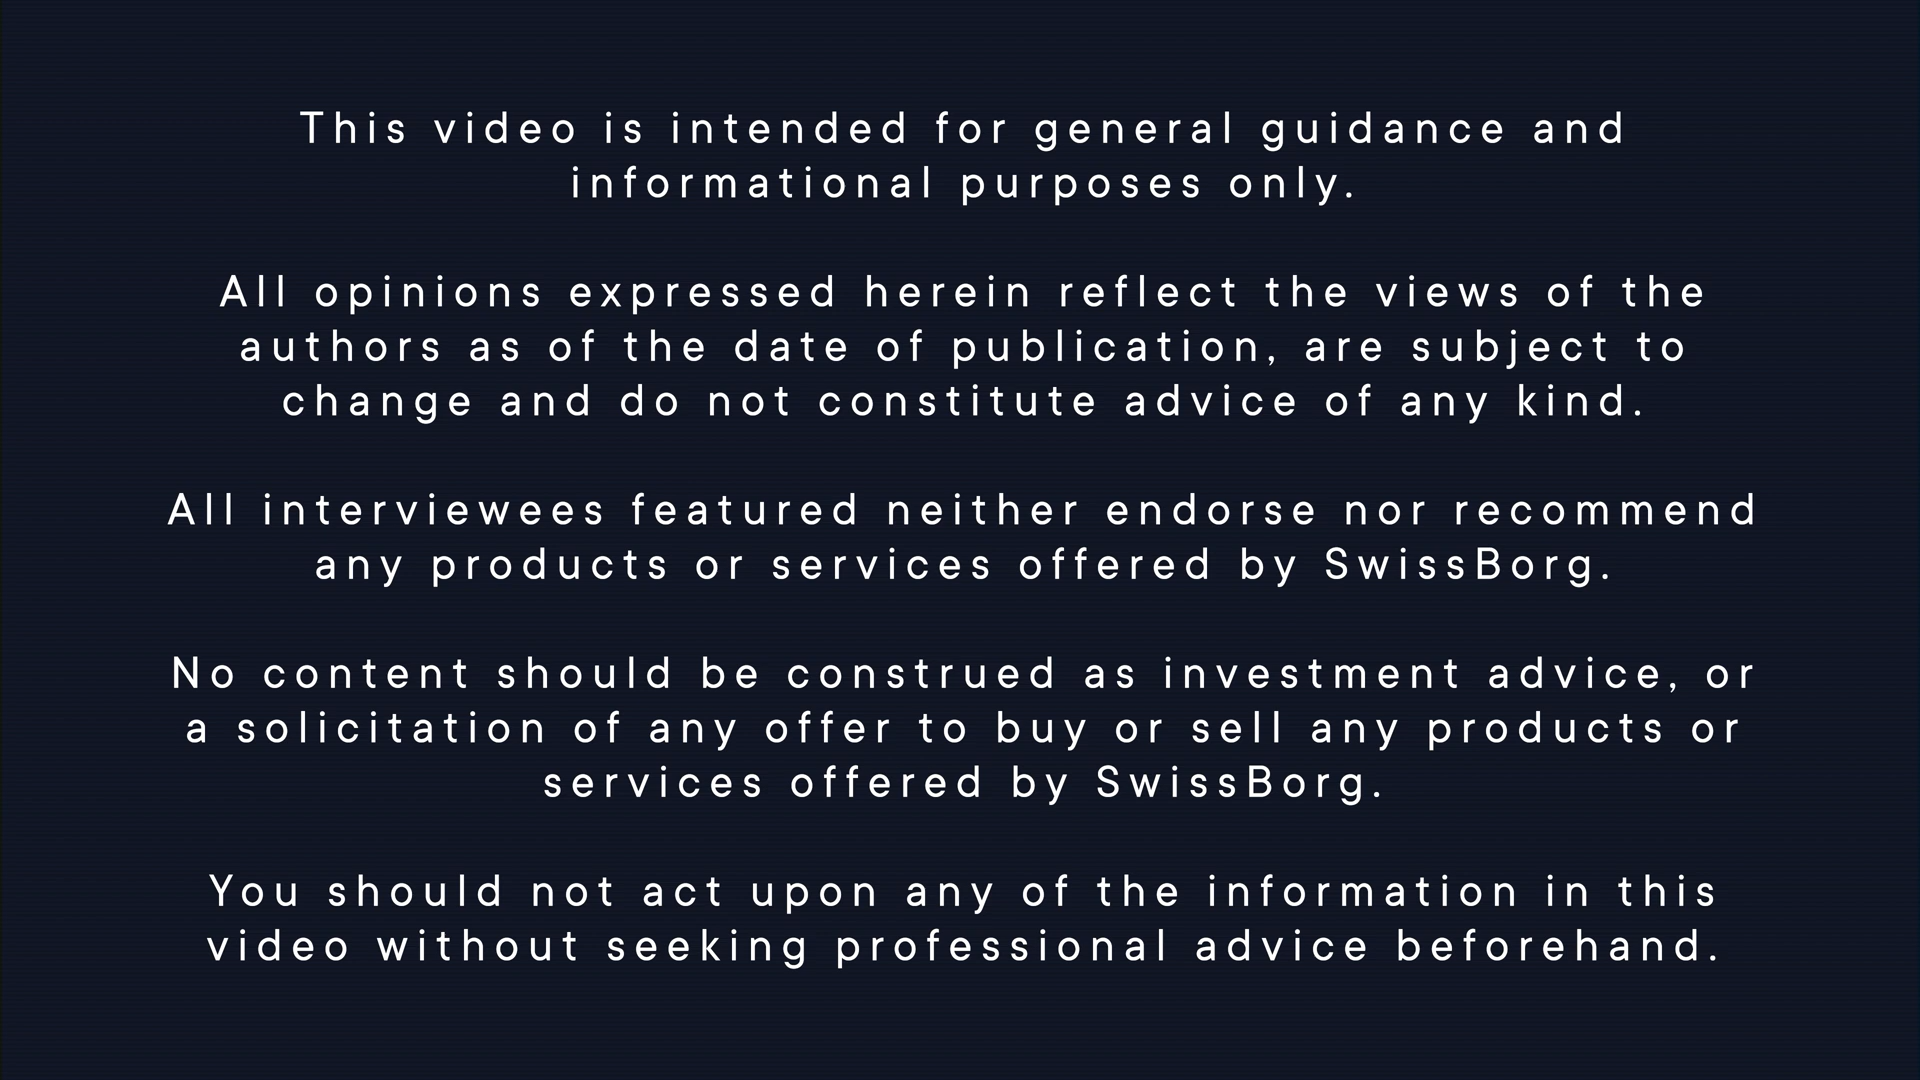 This video is intended for general guidance and
informational purposes only.
All opinions expressed herein reflect the views of the
authors as of the date of publication, are subject to
change and do not constitute advice of any kind.
All interviewees featured neither endorse nor recommend
any products or services offered by SwissBorg.
No content should be construed as investment advice, or
a solicitation of any offer to buy or sell any products or
services offered by SwissBorg.
You should not act upon any of the information in this
video without seeking professional advice beforehand.